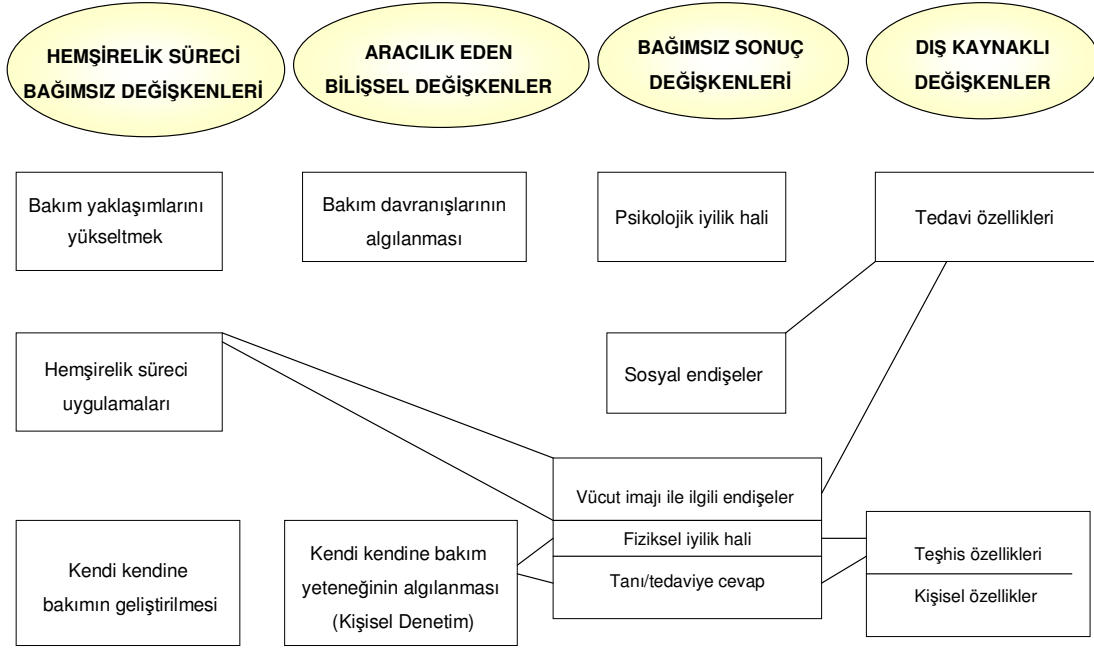 HEMŞİRELİK SÜRECİ
BAĞIMSIZ DEĞİŞKENLERİ
ARACILIK EDEN
BİLİŞSEL DEĞİŞKENLER
BAĞIMSIZ SONUÇ
DEĞİŞKENLERİ
DIŞ KAYNAKLI
DEĞİŞKENLER
Bakım yaklaşımlarını
yükseltmek
Bakım davranışlarının
algılanması
Psikolojik iyilik hali
Tedavi özellikleri
Hemşirelik süreci
uygulamaları
Sosyal endişeler
Vücut imajı ile ilgili endişeler
Fiziksel iyilik hali
Tanı/tedaviye cevap
Kendi kendine
bakımın geliştirilmesi
Kendi kendine bakım
yeteneğinin algılanması
(Kişisel Denetim)
Teşhis özellikleri
Kişisel özellikler